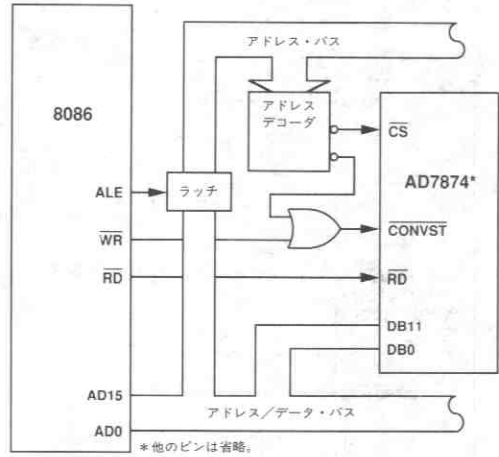 アドレス・バス
8086
アドレス
デコーダ
CS
AD7874*
ALE
ラッチ
CONVST
WR
RD
RD
DB11
DB0
AD15
アドレス/データ・バス
AD0
*他のピンは省略。